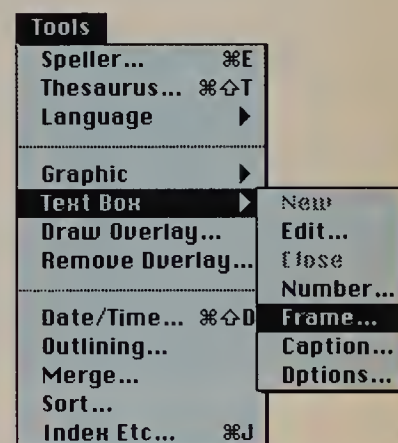 Tools
Speller... ⌘E
Thesaurus... ⌘⇧T
Language ▶
Graphic ▶
Text Box ▶
Draw Overlay...
Remove Overlay...
Date/Time... ⌘⇧D
Outlining...
Merge...
Sort...
Index Etc... ⌘J
New
Edit...
Close
Number...
Frame...
Caption...
Options...